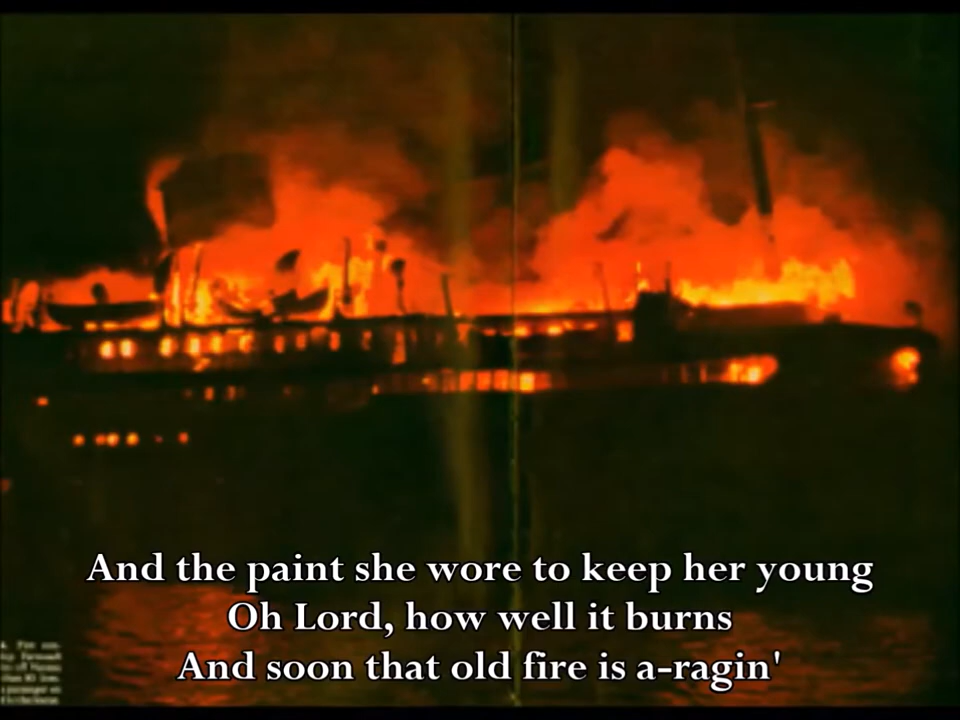 And the paint she wore to keep her young
Oh Lord, how well it burns
And soon that old fire is a-ragin'